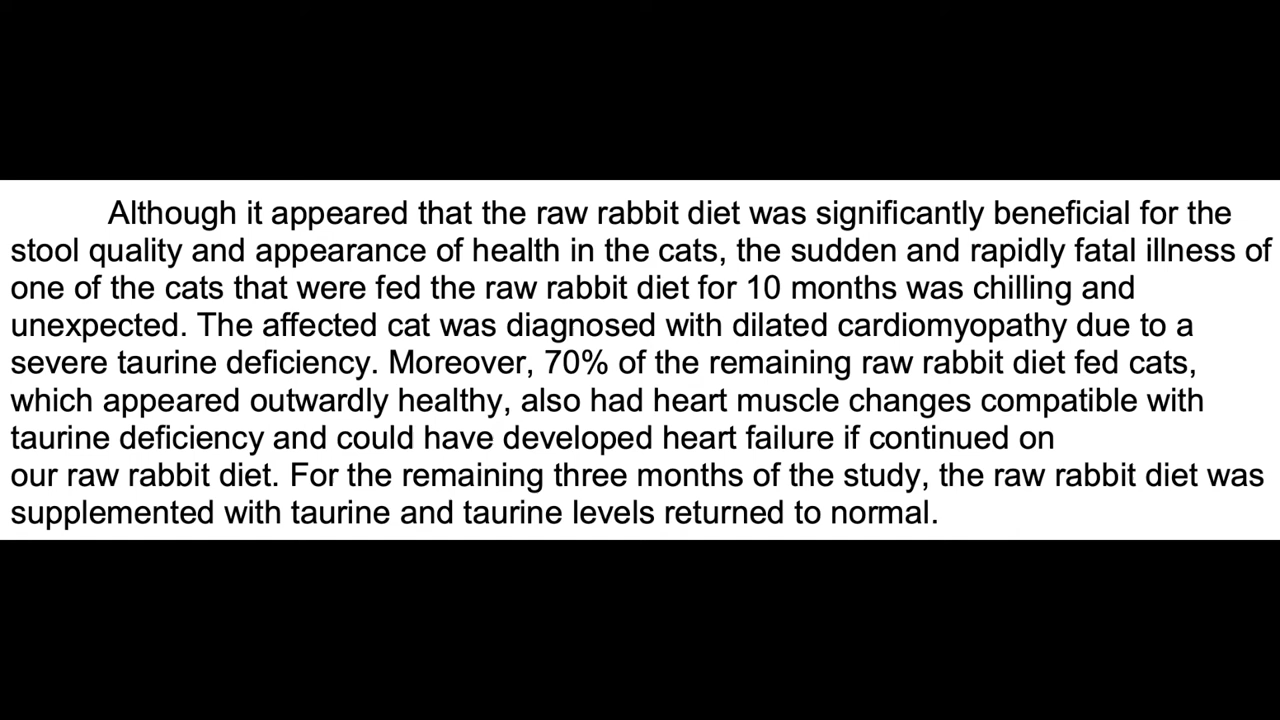 Although it appeared that the raw rabbit diet was significantly beneficial for the
stool quality and appearance of health in the cats, the sudden and rapidly fatal illness of
one of the cats that were fed the raw rabbit diet for 10 months was chilling and
unexpected. The affected cat was diagnosed with dilated cardiomyopathy due to a
severe taurine deficiency. Moreover, 70% of the remaining raw rabbit diet fed cats,
which appeared outwardly healthy, also had heart muscle changes compatible with
taurine deficiency and could have developed heart failure if continued on
our raw rabbit diet. For the remaining three months of the study, the raw rabbit diet was
supplemented with taurine and taurine levels returned to normal.